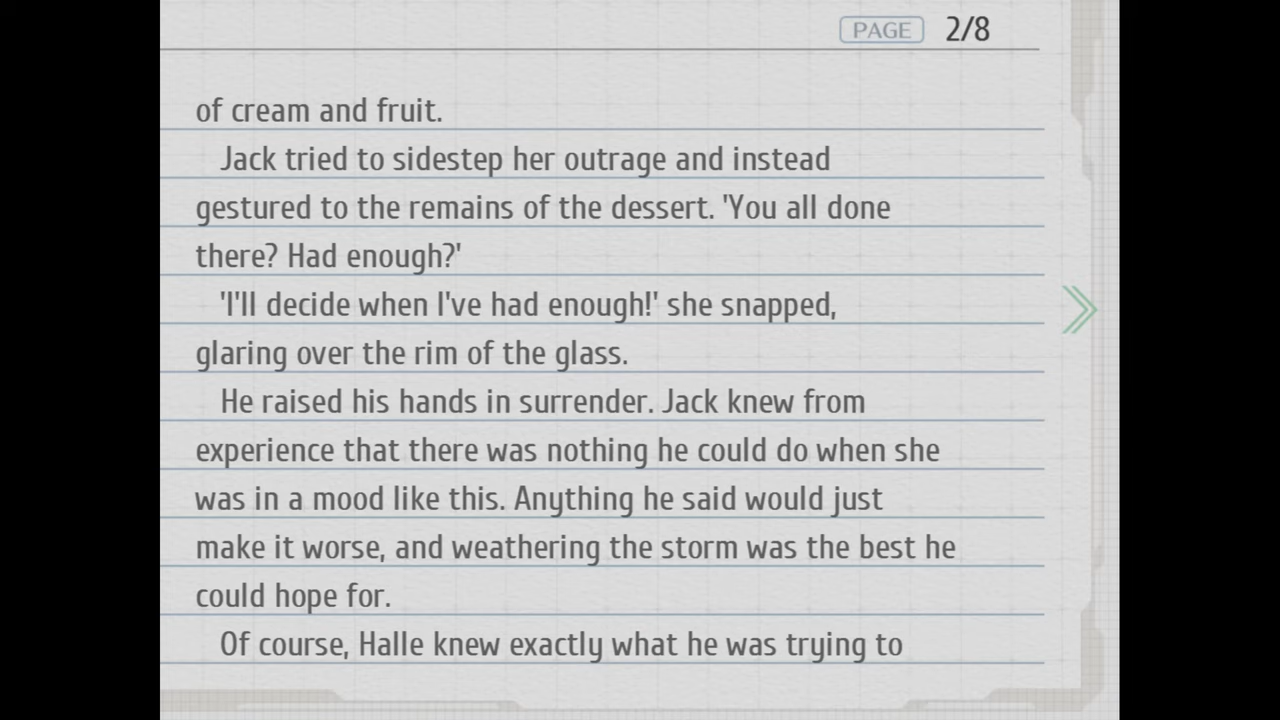 PAGE 2/8
of cream and fruit.
Jack tried to sidestep her outrage and instead
gestured to the remains of the dessert. 'You all done
there? Had enough?'
'I'll decide when I've had enough!' she snapped,
glaring over the rim of the glass.
He raised his hands in surrender. Jack knew from
experience that there was nothing he could do when she
was in a mood like this. Anything he said would just
make it worse, and weathering the storm was the best he
could hope for.
Of course, Halle knew exactly what he was trying to